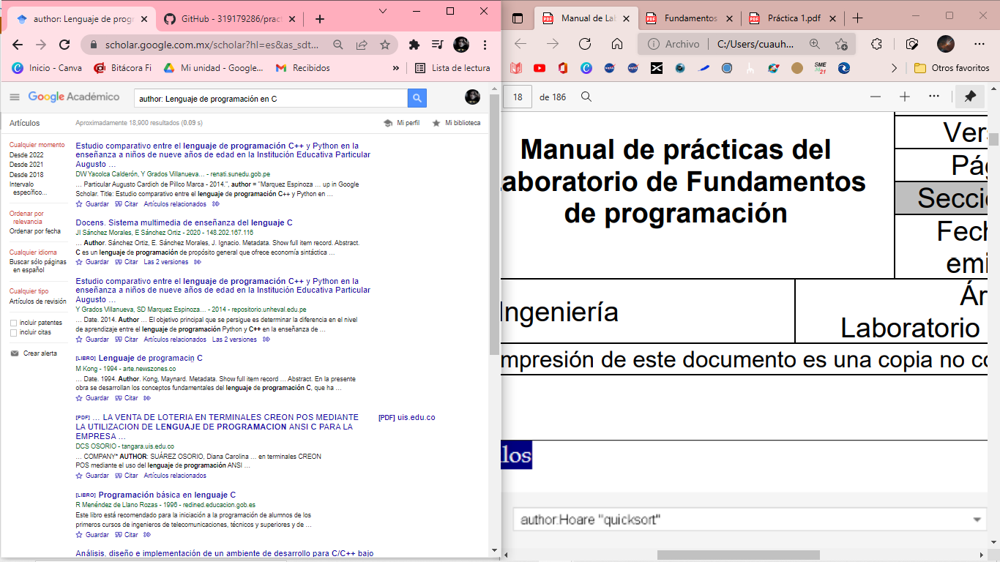 author: Lenguaje de progr
GitHub - 319179286/pract
scholar.google.com.mx/scholar?hl=es&as_sdt...
Inicio - Canva
Bitácora Fi
Mi unidad - Google...
Recibidos
»
Lista de lectura
Google Académico
author: Lenguaje de programación en C
Artículos
Aproximadamente 18,900 resultados (0.09 s)
Mi perfil
Mi biblioteca
Cualquier momento
Desde 2022
Desde 2021
Desde 2018
Intervalo
específico...
Ordenar por
relevancia
Ordenar por fecha
Cualquier idioma
Buscar sólo páginas
en español
Cualquier tipo
Artículos de revisión
incluir patentes
incluir citas
Crear alerta
Estudio comparativo entre el lenguaje de programación C++ y Python en la
enseñanza a niños de nueve años de edad en la Institución Educativa Particular
Augusto ...
DW Yacolca Calderón, Y Grados Villanueva... - renati.sunedu.gob.pe
... Particular Augusto Cardich de Pillco Marca - 2014.", author = "Marquez Espinoza ... up in Google
Scholar. Title: Estudio comparativo entre el lenguaje de programación C++ y Python en ...
Guardar Citar Artículos relacionados
Docens. Sistema multimedia de enseñanza del lenguaje C
JI Sánchez Morales, E Sánchez Ortiz - 2020 - 148.202.167.116
... Author. Sánchez Ortiz, E. Sánchez Morales, J. Ignacio. Metadata. Show full item record. Abstract.
C es un lenguaje de programación de propósito general que ofrece economía sintáctica ...
Guardar Citar Las 2 versiones
Estudio comparativo entre el lenguaje de programación C++ y Python en la
enseñanza a niños de nueve años de edad en la Institución Educativa Particular
Augusto ...
Y Grados Villanueva, SD Marquez Espinoza... - 2014 - repositorio.unheval.edu.pe
... Date. 2014. Author ... El objetivo principal que se persigue es determinar la diferencia en el nivel
de aprendizaje entre el lenguaje de programación Python y C++ en la enseñanza de ...
Guardar Citar Artículos relacionados Las 2 versiones
[LIBRO] Lenguaje de programaciņ C
M Kong - 1994 - arte.newszones.co
... Date. 1994. Author. Kong, Maynard. Metadata. Show full item record ... Abstract. En la presente
obra se desarrollan los conceptos fundamentales del lenguaje de programación C, que ha ...
Guardar Citar
[PDF] ... LA VENTA DE LOTERIA EN TERMINALES CREON POS MEDIANTE
LA UTILIZACION DE LENGUAJE DE PROGRAMACION ANSI C PARA LA
EMPRESA ...
[PDF] uis.edu.co
DCS OSORIO - tangara.uis.edu.co
... COMPANY* AUTHOR: SUÁREZ OSORIO, Diana Carolina ... en terminales CREON
POS mediante el uso del lenguaje de programación ANSI ...
Guardar Citar Artículos relacionados
[LIBRO] Programación básica en lenguaje C
R Menéndez de Llano Rozas - 1996 - redined.educacion.gob.es
Este libro está recomendado para la iniciación a la programación de alumnos de los
primeros cursos de ingenieros de telecomunicaciones, técnicos y superiores y de ...
Guardar Citar
Análisis, diseño e implementación de un ambiente de desarrollo para C/C++ bajo
Manual de Lab
Fundamentos
Práctica 1.pdf
Archivo
C:/Users/cuauh...
SME
M21
Otros favoritos
18 de 186
Manual de prácticas del
aboratorio de Fundamentos
de programación
Vers
Pág
Secció
Fech
emi
Ingeniería
Ár
Laboratorio
mpresión de este documento es una copia no co
los
author:Hoare "quicksort"